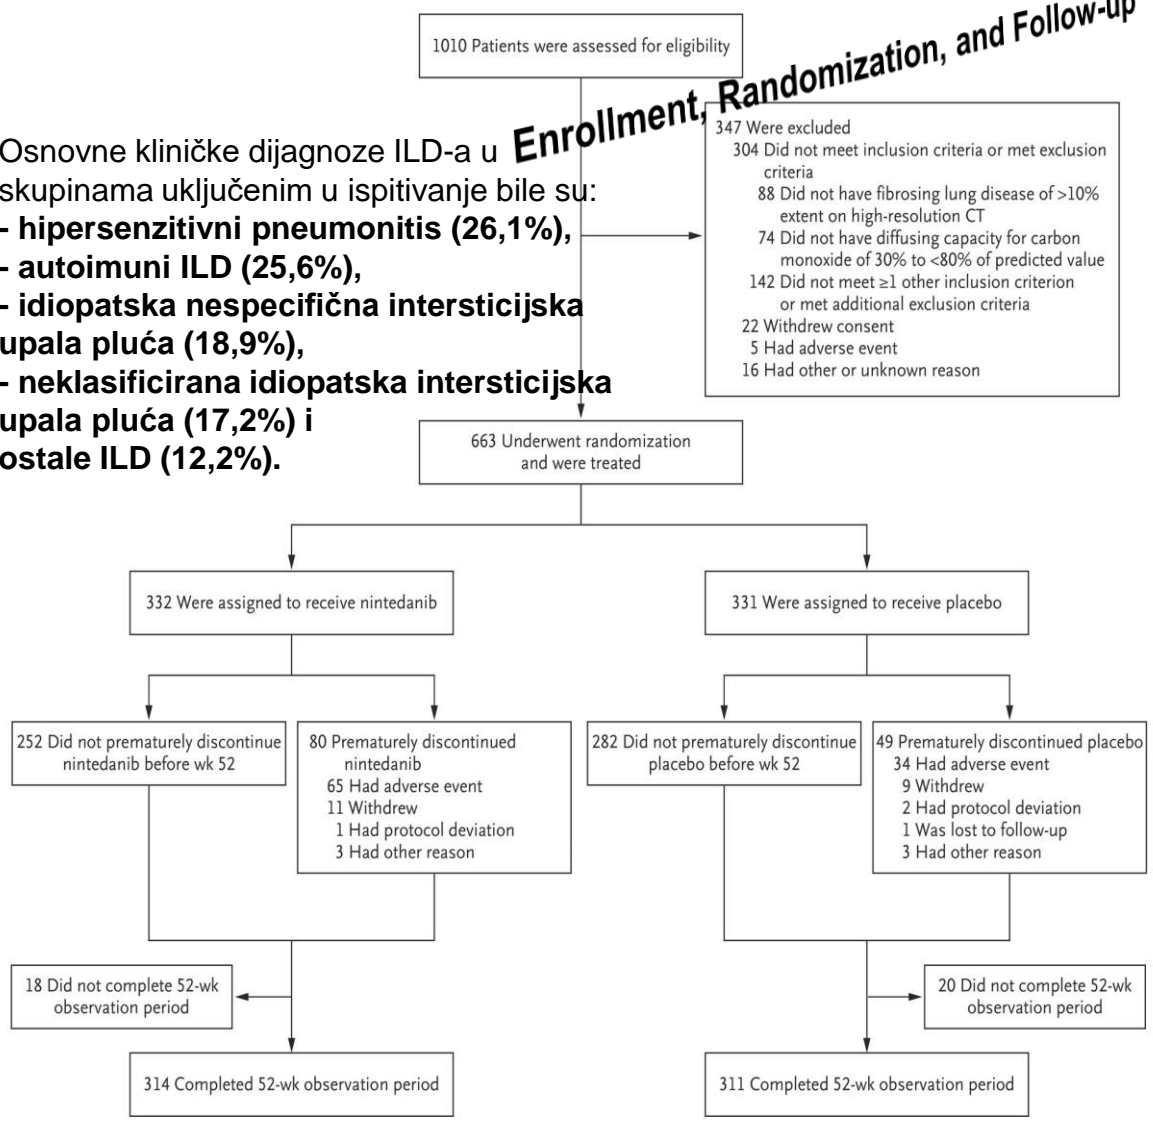 Enrollment, Randomization, and Follow-up
1010 Patients were assessed for eligibility
Osnovne kliničke dijagnoze ILD-a u
skupinama uključenim u ispitivanje bile su:
- hipersenzitivni pneumonitis (26,1%),
- autoimuni ILD (25,6%),
- idiopatska nespecifična intersticijska
upala pluća (18,9%),
- neklasificirana idiopatska intersticijska
upala pluća (17,2%) i
ostale ILD (12,2%).
347 Were excluded
304 Did not meet inclusion criteria or met exclusion
criteria
88 Did not have fibrosing lung disease of >10%
extent on high-resolution CT
74 Did not have diffusing capacity for carbon
monoxide of 30% to <80% of predicted value
142 Did not meet ≥1 other inclusion criterion
or met additional exclusion criteria
22 Withdrew consent
5 Had adverse event
16 Had other or unknown reason
663 Underwent randomization
and were treated
332 Were assigned to receive nintedanib
331 Were assigned to receive placebo
252 Did not prematurely discontinue
nintedanib before wk 52
80 Prematurely discontinued
nintedanib
65 Had adverse event
11 Withdrew
1 Had protocol deviation
3 Had other reason
282 Did not prematurely discontinue
placebo before wk 52
49 Prematurely discontinued placebo
34 Had adverse event
9 Withdrew
2 Had protocol deviation
1 Was lost to follow-up
3 Had other reason
18 Did not complete 52-wk
observation period
20 Did not complete 52-wk
observation period
314 Completed 52-wk observation period
311 Completed 52-wk observation period